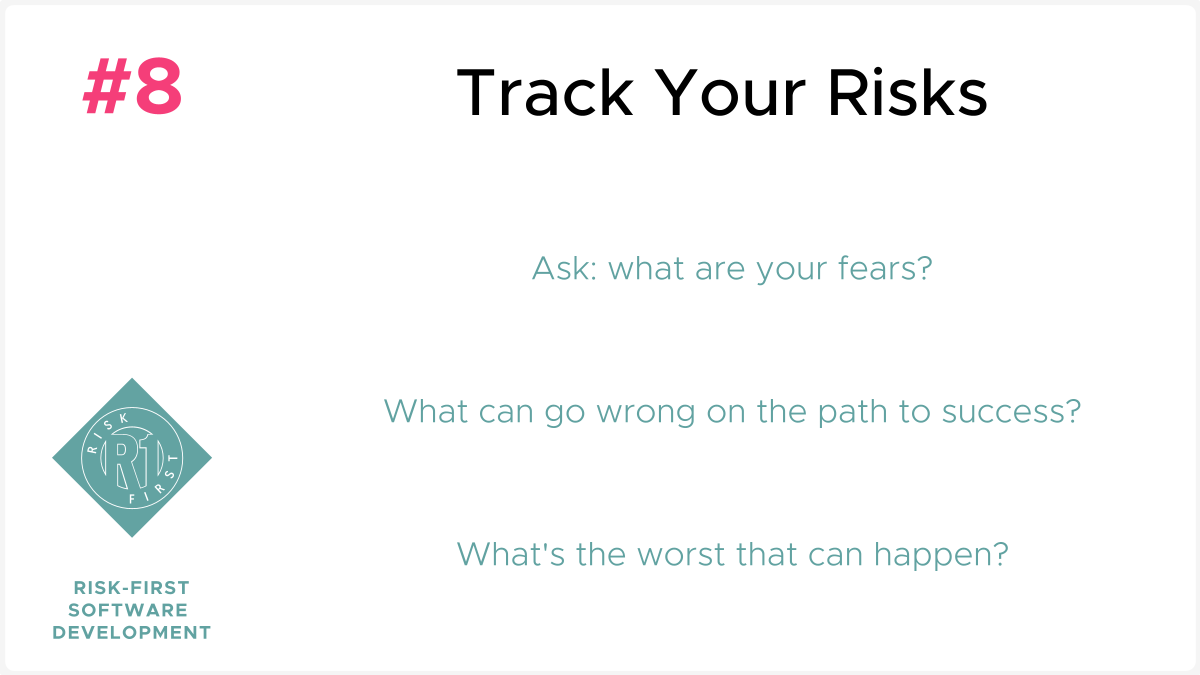 #8
Track Your Risks
Ask: what are your fears?
What can go wrong on the path to success?
What's the worst that can happen?
RISK
R1
FIRST
RISK-FIRST
SOFTWARE
DEVELOPMENT